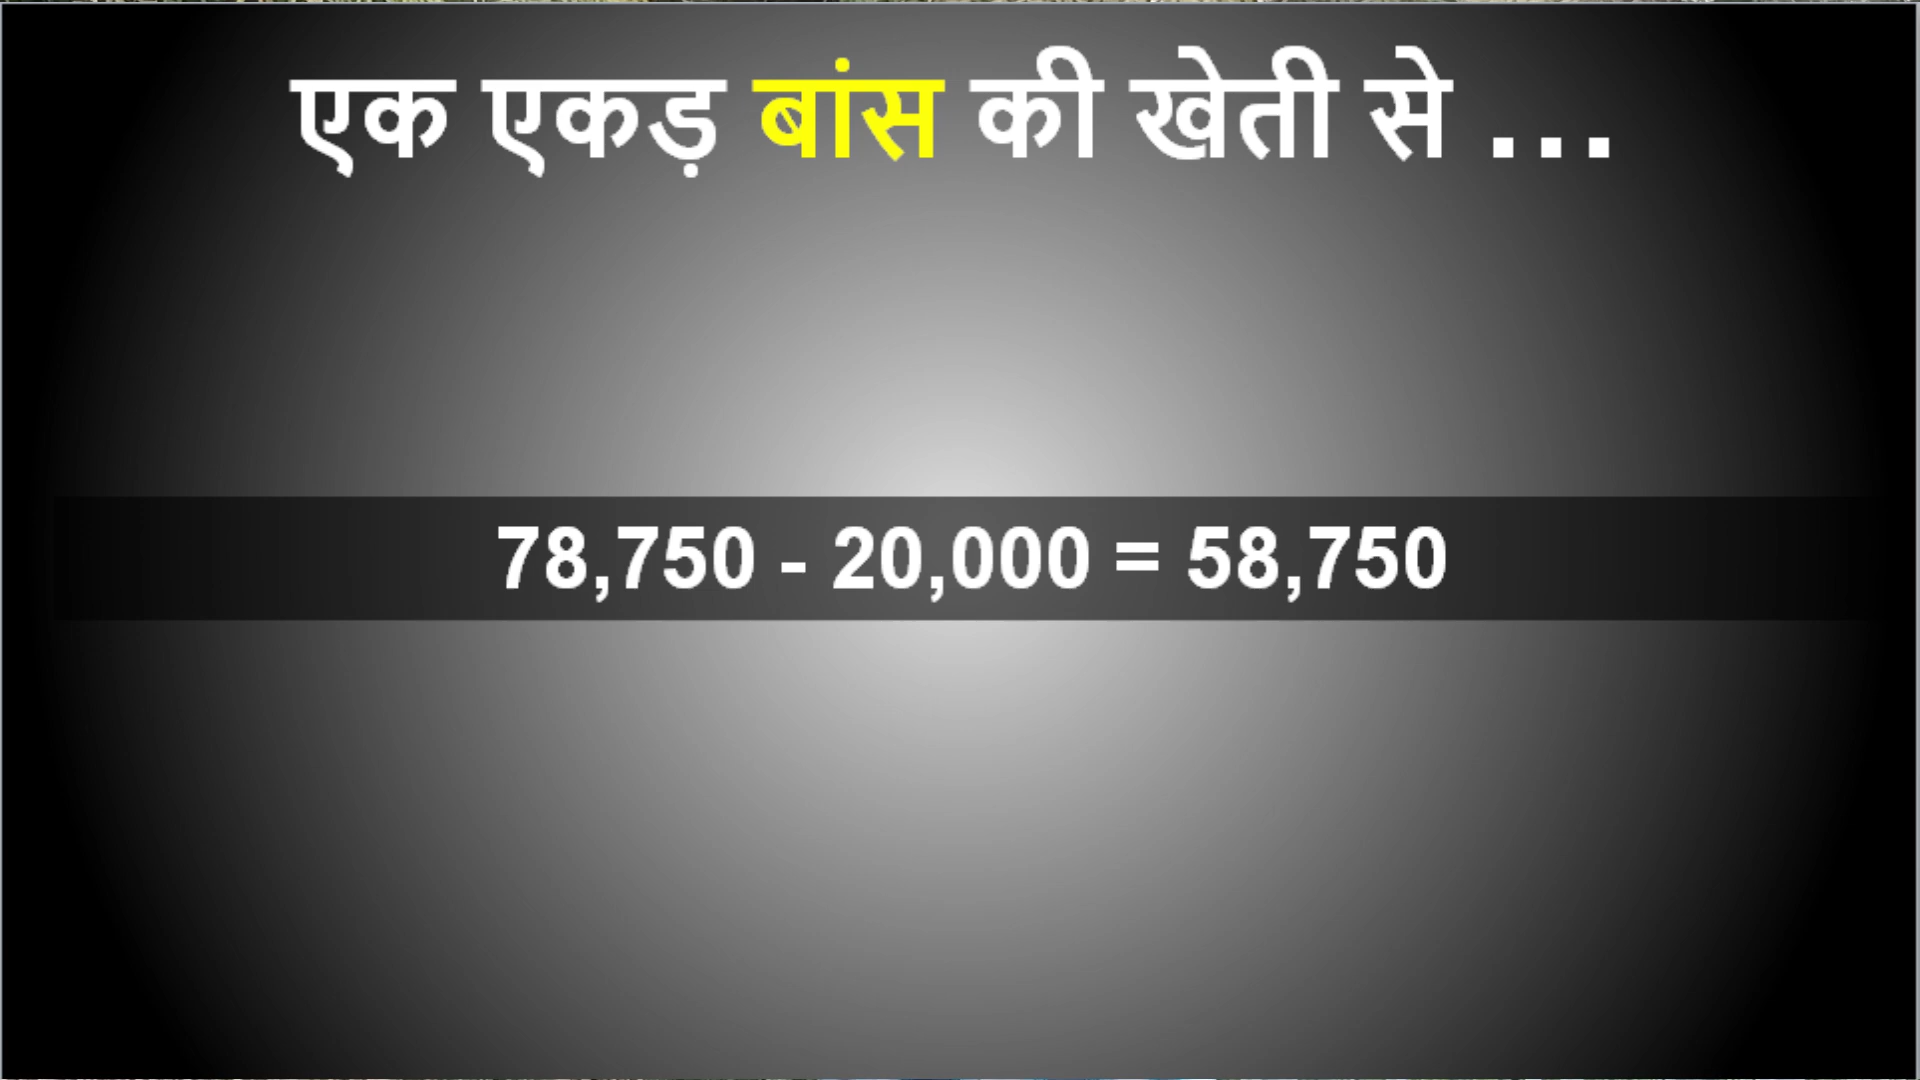 एक एकड़ बांस की खेती से ...
78,750 - 20,000 = 58,750